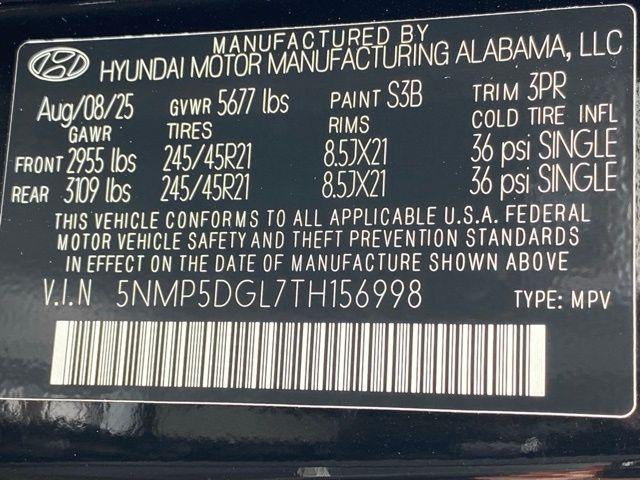 MANUFACTURED BY
HYUNDAI MOTOR MANUFACTURING ALABAMA, LLC
Aug/08/25 GVWR 5677 lbs PAINT S3B TRIM 3PR
GAWR TIRES RIMS COLD TIRE INFL
FRONT 2955 lbs 245/45R21 8.5JX21 36 psi SINGLE
REAR 3109 lbs 245/45R21 8.5JX21 36 psi SINGLE
THIS VEHICLE CONFORMS TO ALL APPLICABLE U.S.A. FEDERAL
MOTOR VEHICLE SAFETY AND THEFT PREVENTION STANDARDS
IN EFFECT ON THE DATE OF MANUFACTURE SHOWN ABOVE
V.I.N 5NMP5DGL7TH156998 TYPE: MPV